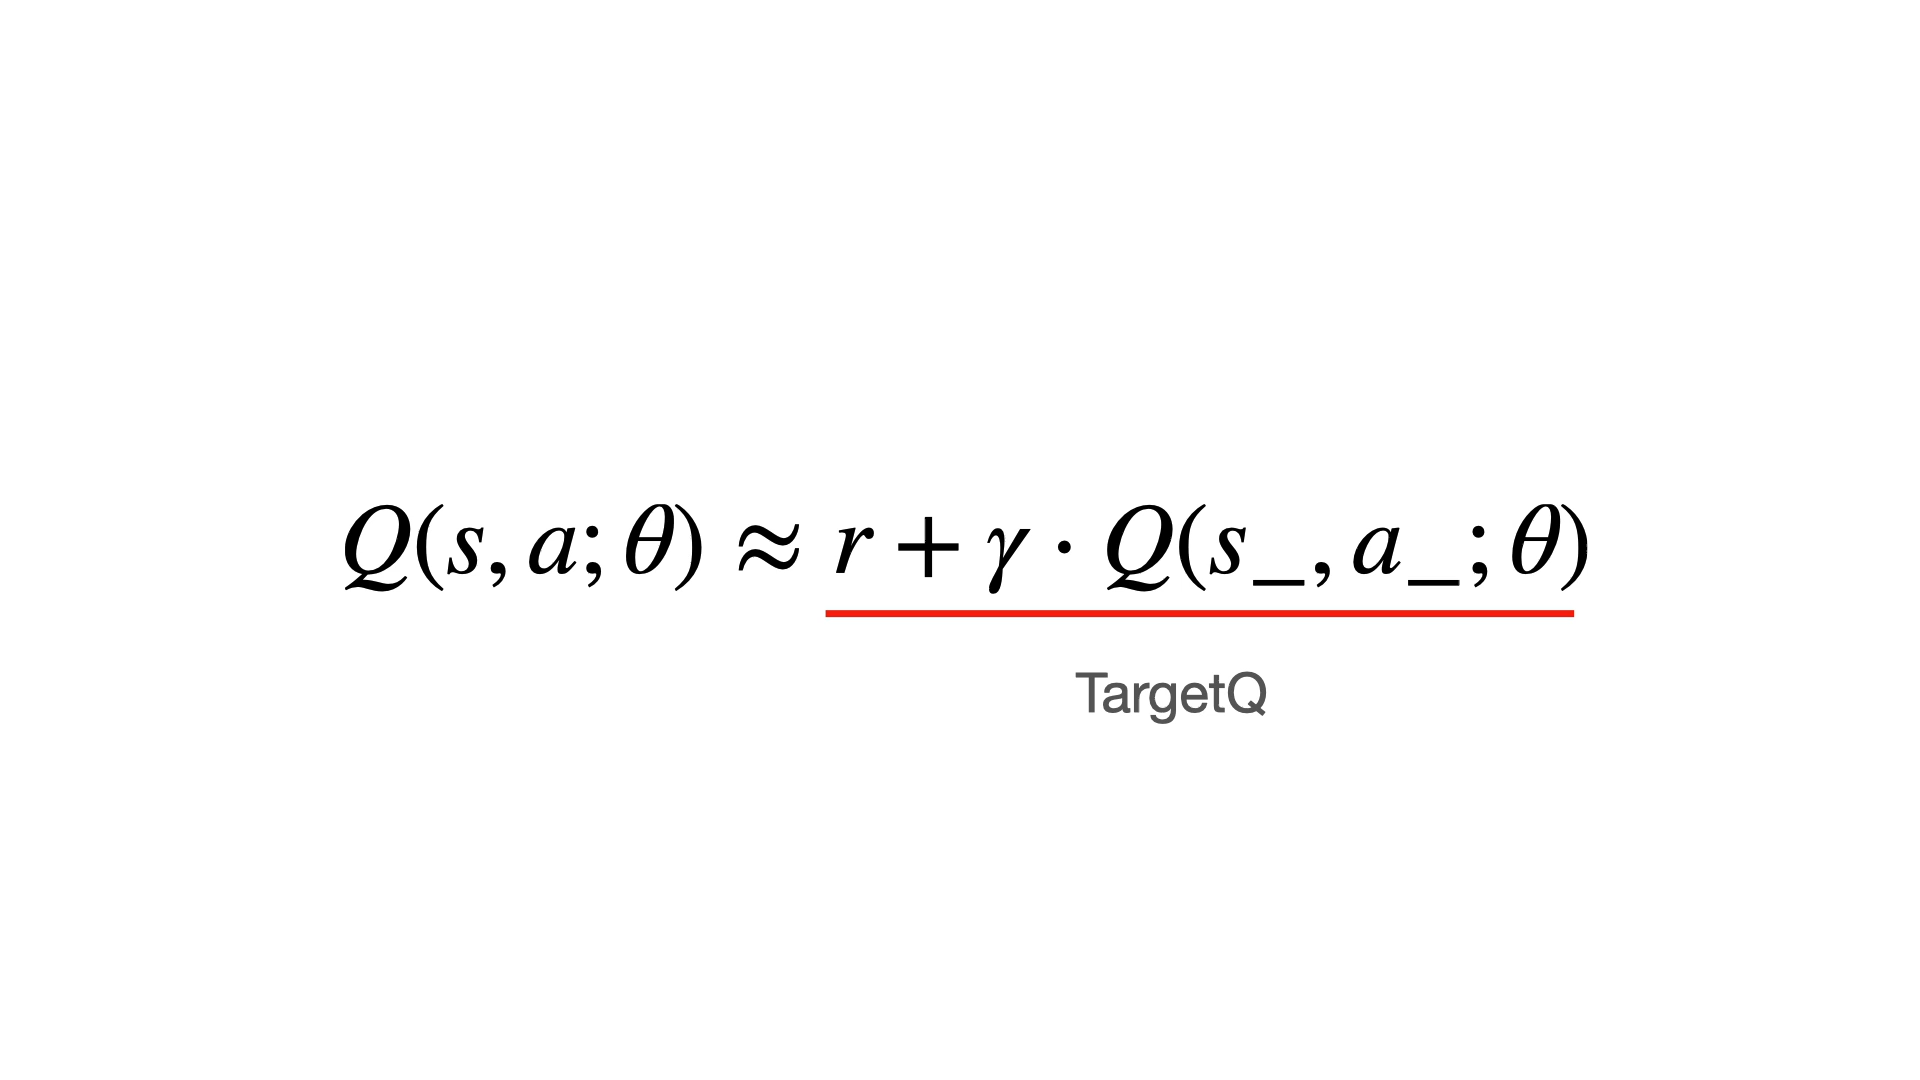 Q(s, a; θ) ≈ r + γ · Q(s_, a_; θ)
TargetQ